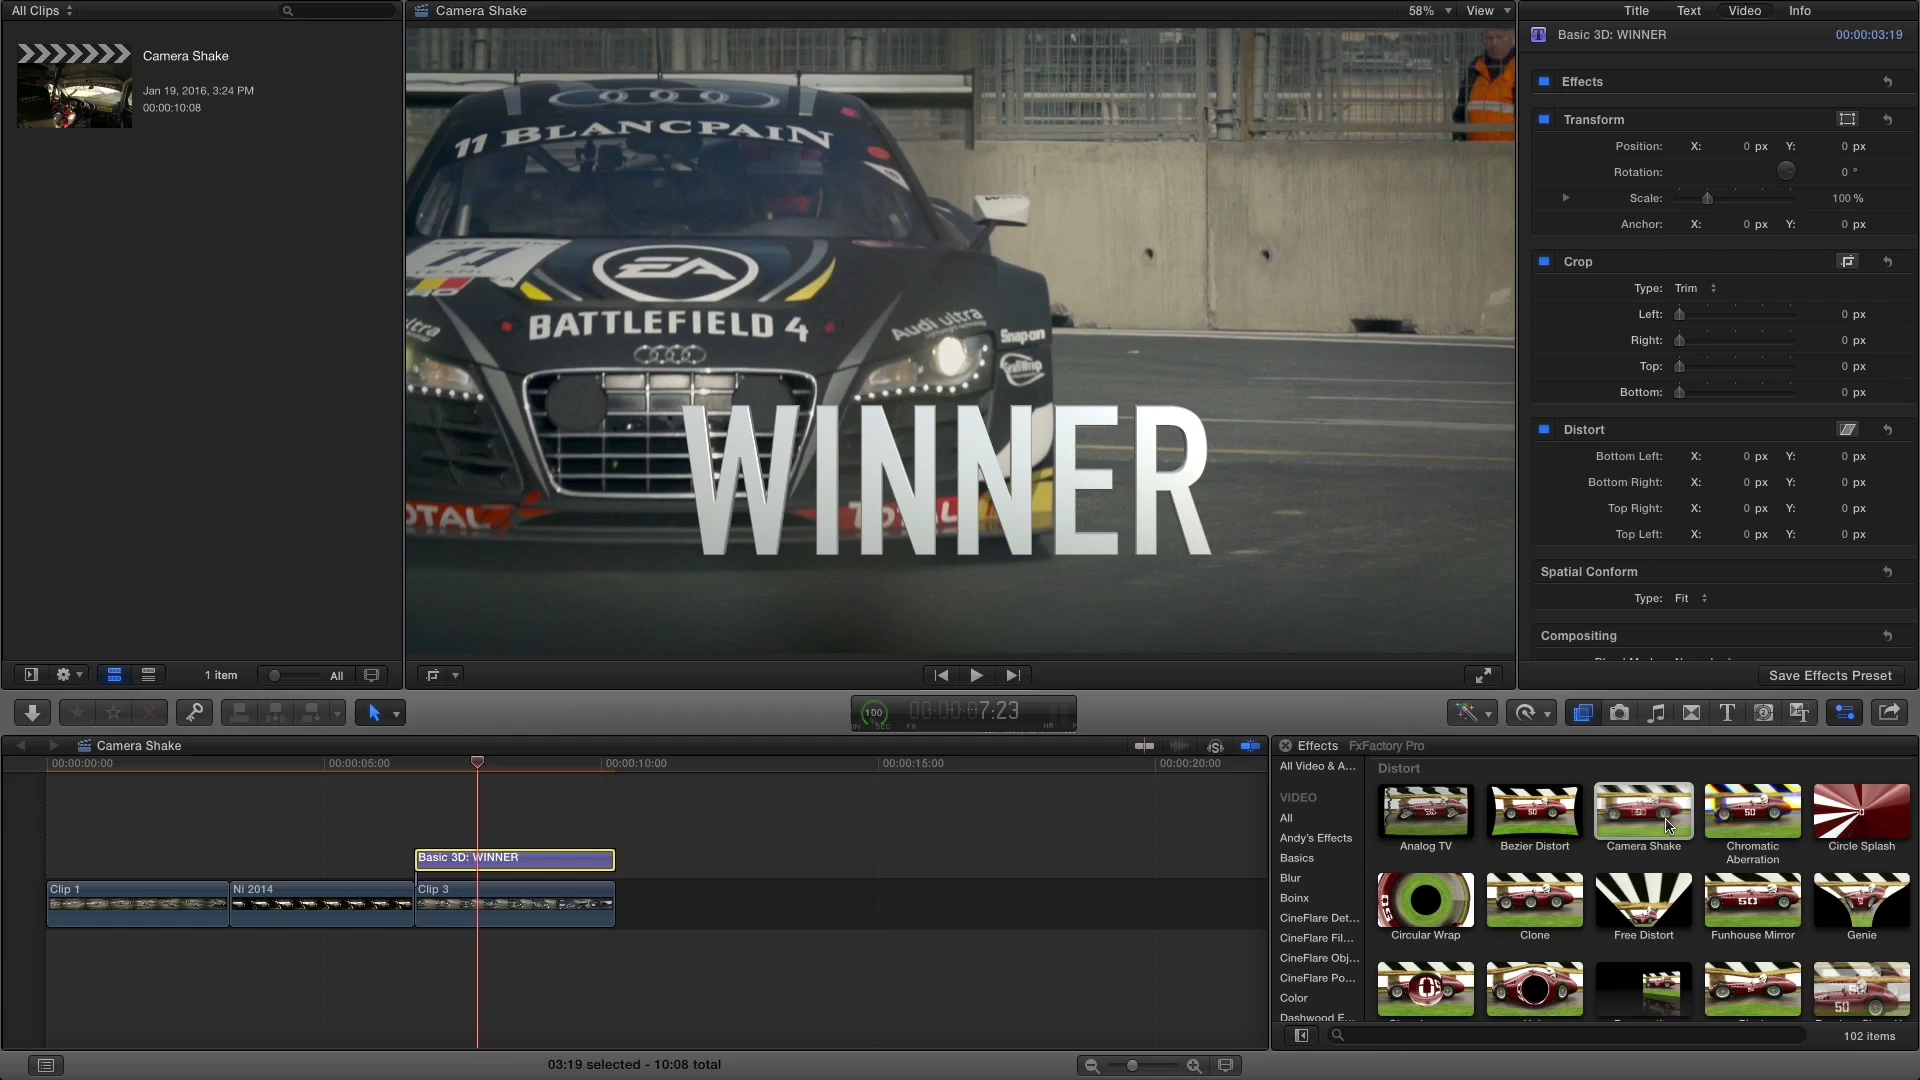 All Clips
Camera Shake
58%
View
Title
Text
Video
Info
Camera Shake
Jan 19, 2016, 3:24 PM
00:00:10:08
11 BLANCPAIN
EA
BATTLEFIELD 4
Audi ultra
Snap-on
TOTAL
TOTAL
WINNER
Basic 3D: WINNER
00:00:03:19
Effects
Transform
Position:
X:
0 px
Y:
0 px
Rotation:
0 °
Scale:
100 %
Anchor:
X:
0 px
Y:
0 px
Crop
Type:
Trim
Left:
0 px
Right:
0 px
Top:
0 px
Bottom:
0 px
Distort
Bottom Left:
X:
0 px
Y:
0 px
Bottom Right:
X:
0 px
Y:
0 px
Top Right:
X:
0 px
Y:
0 px
Top Left:
X:
0 px
Y:
0 px
Spatial Conform
Type:
Fit
Compositing
Save Effects Preset
1 item
All
100
7:23
Camera Shake
00:00:00:00
00:00:05:00
00:00:10:00
00:00:15:00
00:00:20:00
Basic 3D: WINNER
Clip 1
Ni 2014
Clip 3
Effects
FxFactory Pro
All Video & A...
VIDEO
All
Andy's Effects
Basics
Blur
Boinx
CineFlare Det...
CineFlare Fil...
CineFlare Obj...
CineFlare Po...
Color
Dashwood E...
Distort
Analog TV
Bezier Distort
Camera Shake
Chromatic
Aberration
Circle Splash
Circular Wrap
Clone
Free Distort
Funhouse Mirror
Genie
102 items
03:19 selected - 10:08 total